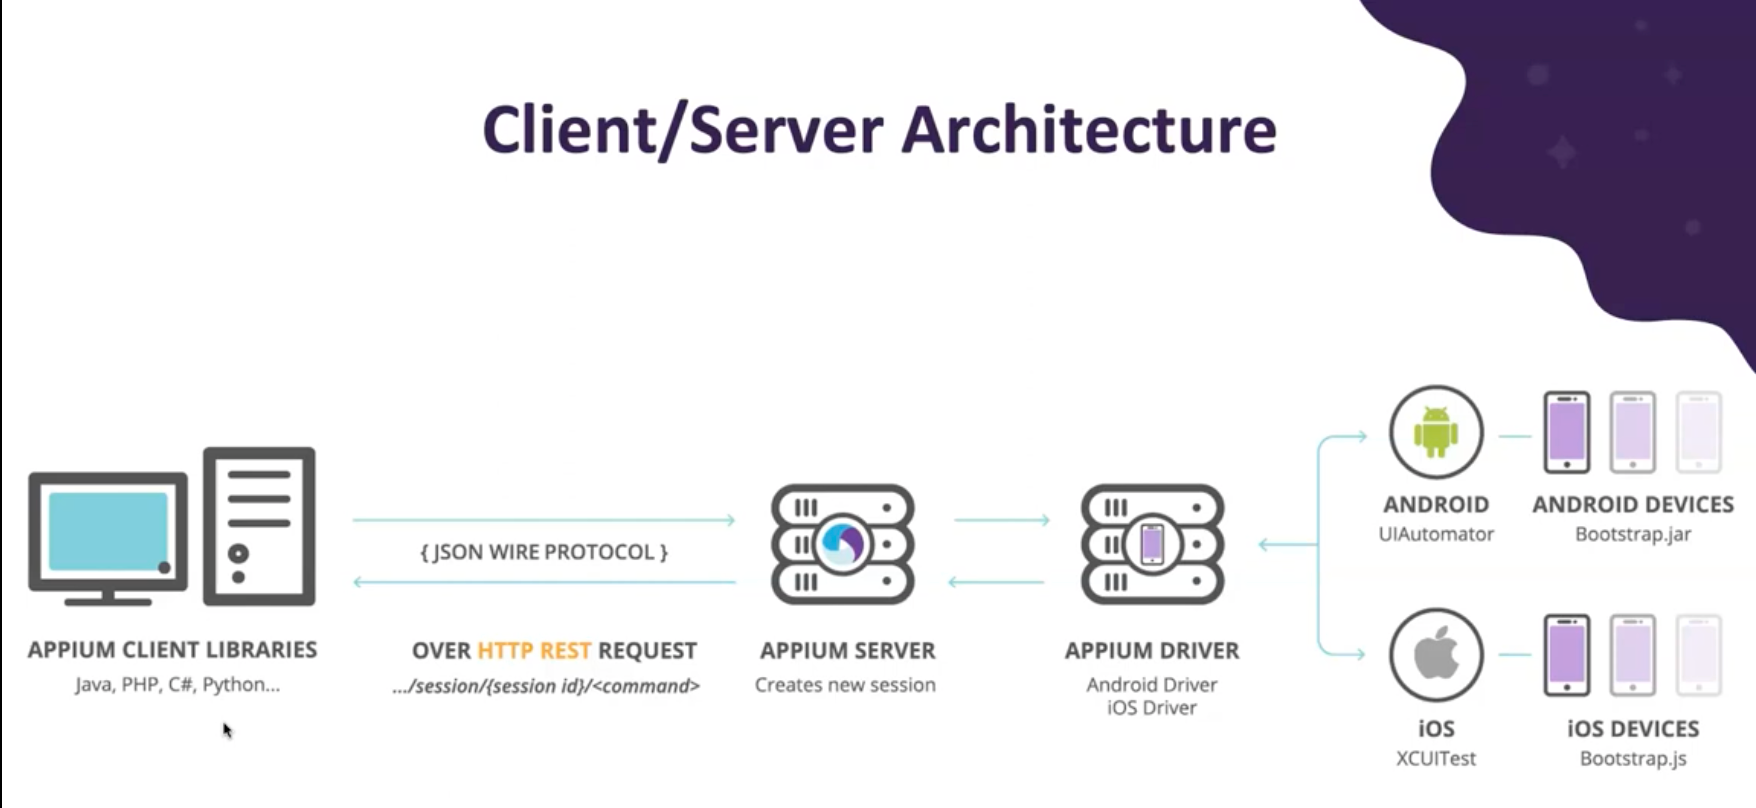 Client/Server Architecture
{ JSON WIRE PROTOCOL }
APPIUM CLIENT LIBRARIES
Java, PHP, C#, Python...
OVER HTTP REST REQUEST
.../session/{session id}/<command>
APPIUM SERVER
Creates new session
APPIUM DRIVER
Android Driver
iOS Driver
ANDROID
UIAutomator
ANDROID DEVICES
Bootstrap.jar
iOS
XCUITest
iOS DEVICES
Bootstrap.js